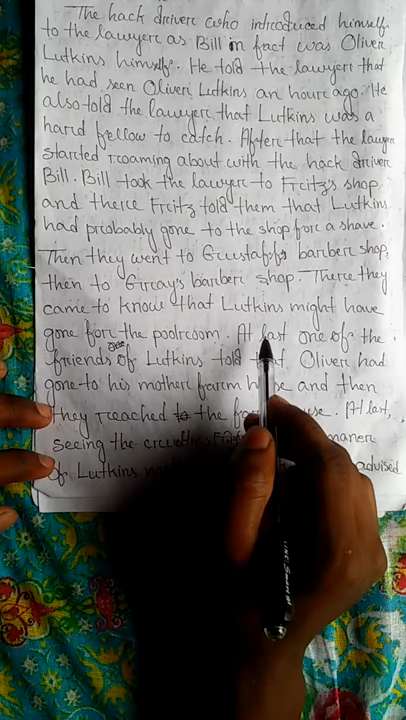 The hack driver who introduced himself
to the lawyer as Bill in fact was Oliver
Lutkins himself. He told the lawyer that
he had seen Oliver Lutkins an hour ago. He
also told the lawyer that Lutkins was a
hard fellow to catch. After that the lawyer
started roaming about with the hack driver
Bill. Bill took the lawyer to Fritz's shop
and there Fritz told them that Lutkins
had probably gone to the shop for a shave.
Then they went to Gustaff's barber shop,
then to Gray's barber shop. There they
came to know that Lutkins might have
gone for the poolroom. At last one of the
friends of Lutkins told that Oliver had
gone to his mother farm house and then
they reached the use. At last,
seeing the
of Lutkins advised